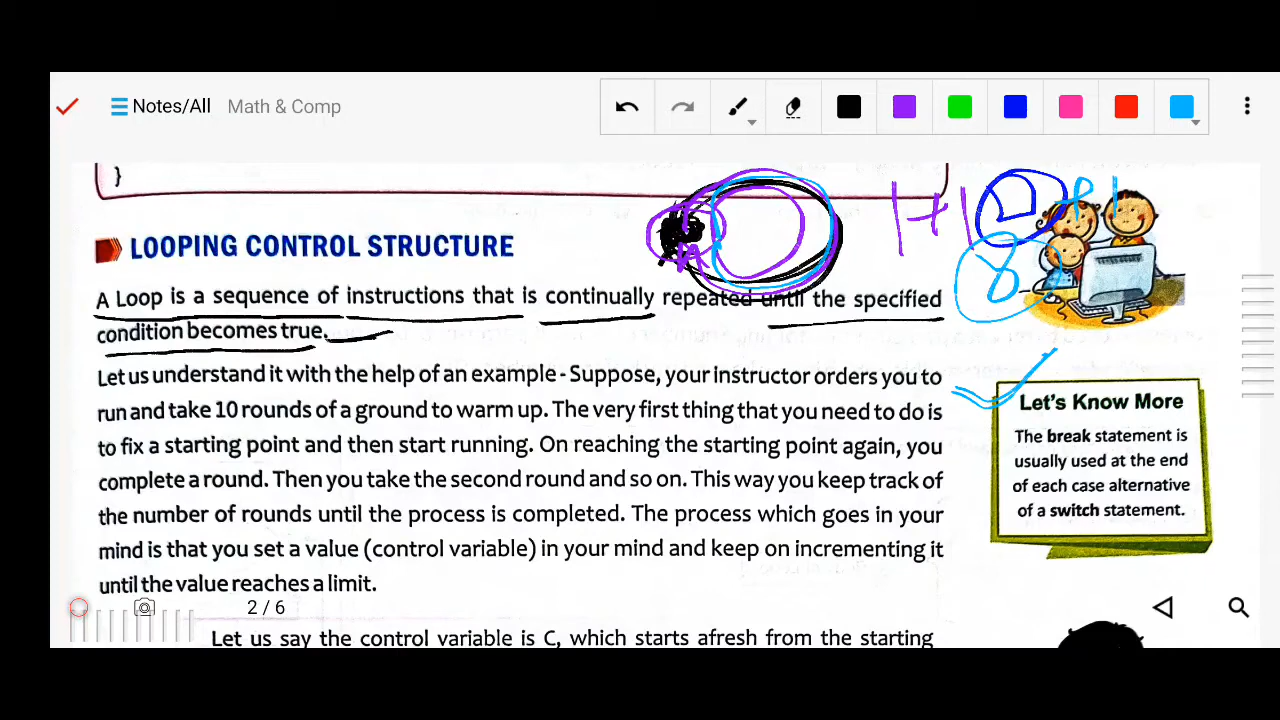 Notes/All Math & Comp
}
1+1 2 +1
8
LOOPING CONTROL STRUCTURE
A Loop is a sequence of instructions that is continually repeated until the specified
condition becomes true.
Let us understand it with the help of an example - Suppose, your instructor orders you to
run and take 10 rounds of a ground to warm up. The very first thing that you need to do is
to fix a starting point and then start running. On reaching the starting point again, you
complete a round. Then you take the second round and so on. This way you keep track of
the number of rounds until the process is completed. The process which goes in your
mind is that you set a value (control variable) in your mind and keep on incrementing it
until the value reaches a limit.
Let's Know More
The break statement is
usually used at the end
of each case alternative
of a switch statement.
2 / 6
Let us say the control variable is C, which starts afresh from the starting